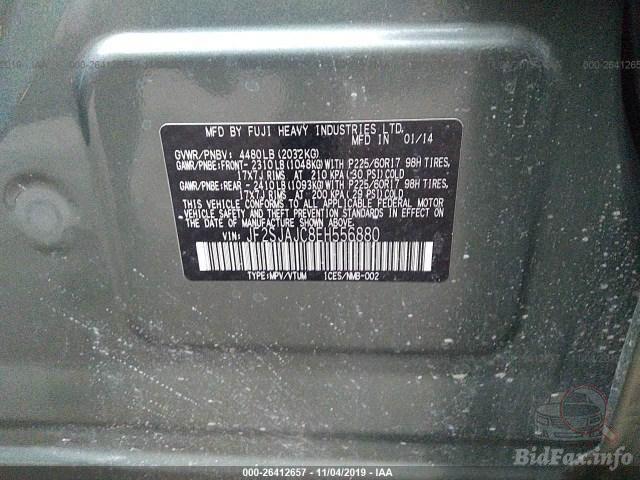 000-26412657 - 11/04/2019 - IAA
MFD BY FUJI HEAVY INDUSTRIES LTD.
MFD IN 01/14
GVWR/PNBV: 4480LB(2032KG)
GAWR/PNBE:FRONT- 2310LB(1048KG)WITH P225/60R17 98H TIRES,
17X7J RIMS AT 210 KPA(30 PSI)COLD
GAWR/PNBE:REAR - 2410LB(1093KG)WITH P225/60R17 98H TIRES,
17X7J RIMS AT 200 KPA(29 PSI)COLD
THIS VEHICLE CONFORMS TO ALL APPLICABLE FEDERAL MOTOR
VEHICLE SAFETY AND THEFT PREVENTION STANDARDS IN EFFECT
ON THE DATE OF MANUFACTURE SHOWN ABOVE.
VIN: JF2SJAJC8EH556880
TYPE:MPV/VTUM ICES/NMB-002
000-26412657 - 11/04/2019 - IAA
BidFax.info